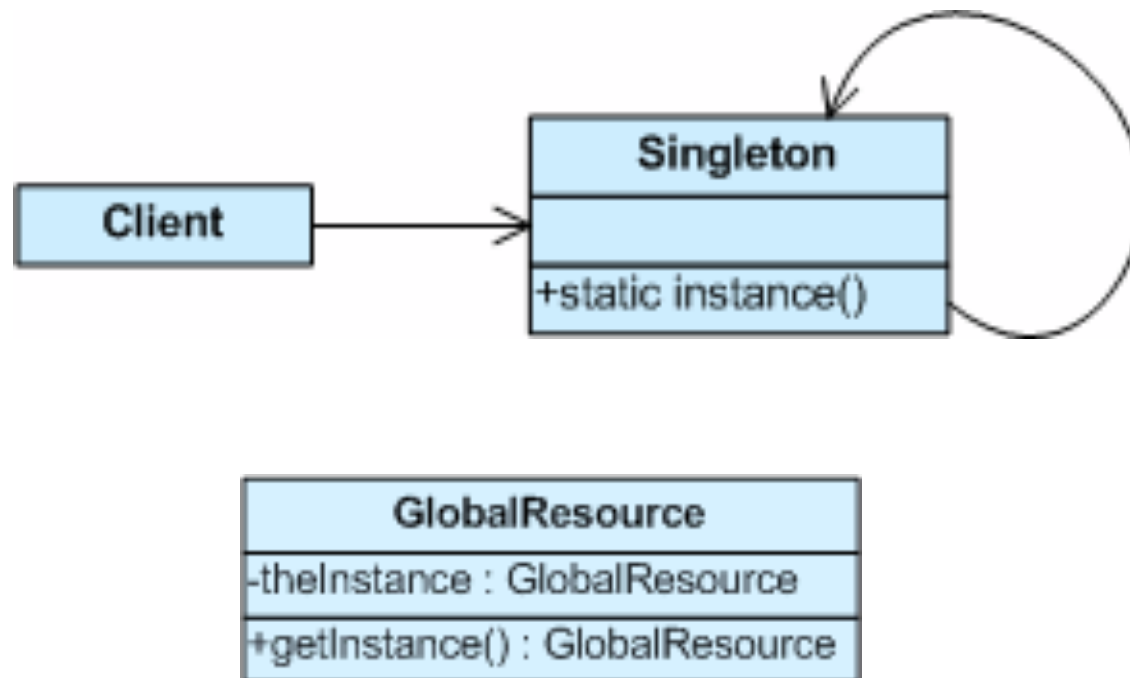 Singleton
Client
+static instance()
GlobalResource
-theInstance : GlobalResource
+getInstance() : GlobalResource